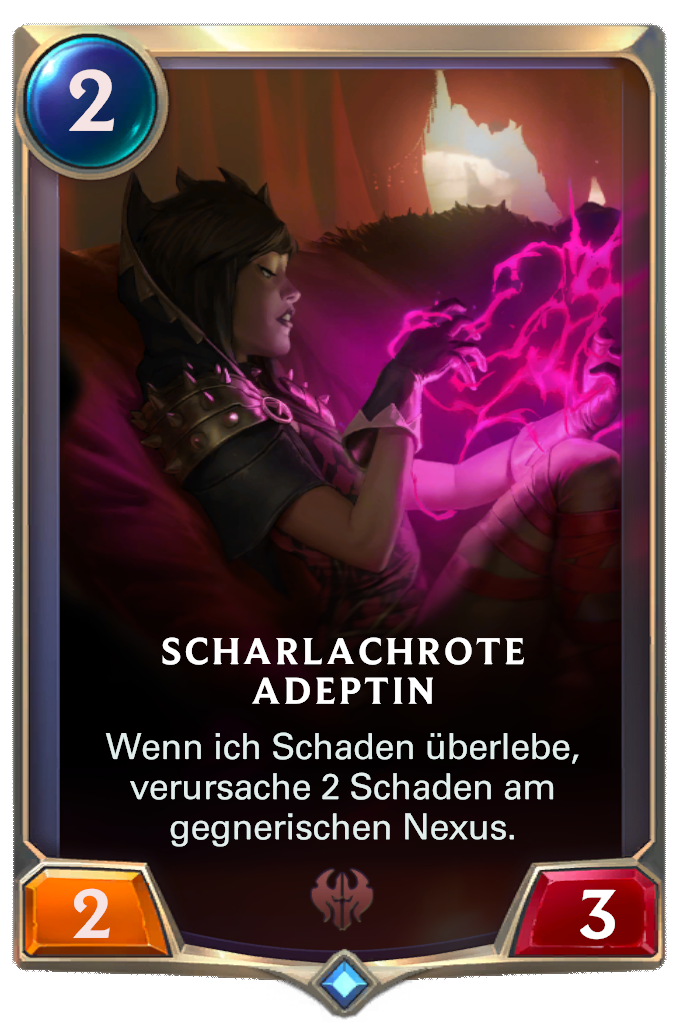 2
SCHARLACHROTE
ADEPTIN
Wenn ich Schaden überlebe,
verursache 2 Schaden am
gegnerischen Nexus.
2
3